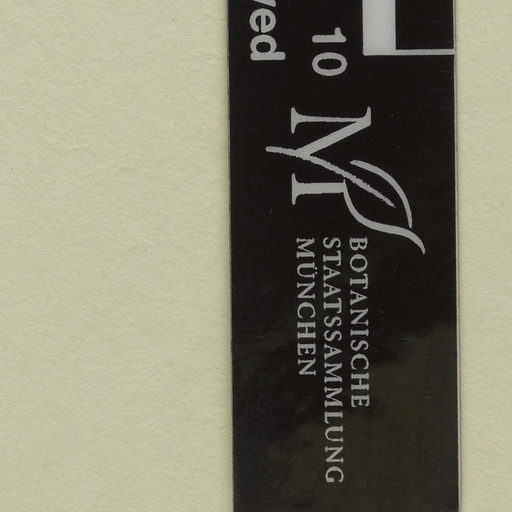 10
BOTANISCHE
STAATSSAMMLUNG
MÜNCHEN